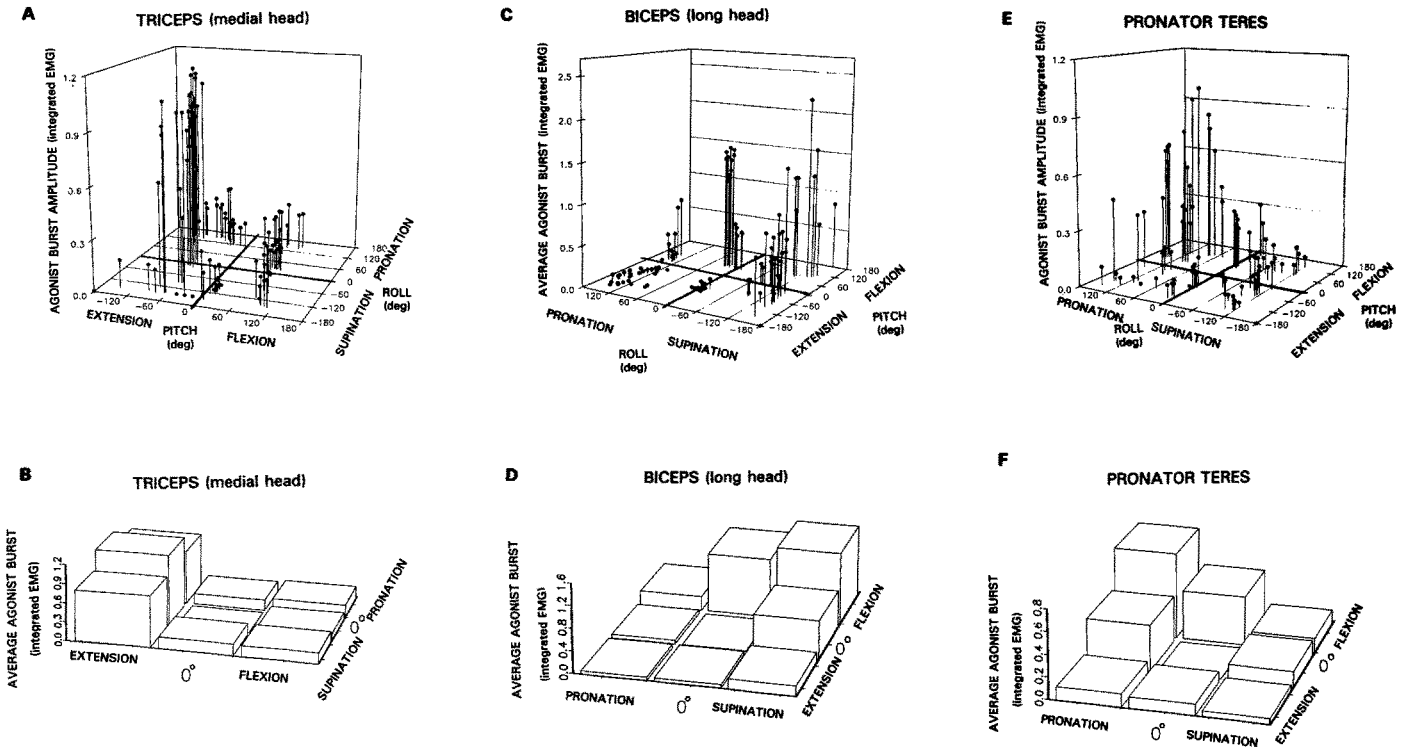 A
TRICEPS (medial head)
AGONIST BURST AMPLITUDE (integrated EMG)
1.2
0.9
0.6
0.3
0.0
-120
-60
0
60
120
180
EXTENSION
PITCH
(deg)
FLEXION
180
120
60
0
-60
-120
-180
PRONATION
ROLL
(deg)
SUPINATION
C
BICEPS (long head)
AVERAGE AGONIST BURST (integrated EMG)
2.5
2.0
1.5
1.0
0.5
0.0
120
60
0
-60
-120
-180
PRONATION
ROLL
(deg)
SUPINATION
180
120
60
0
-60
-120
-180
FLEXION
PITCH
(deg)
EXTENSION
E
PRONATOR TERES
AGONIST BURST AMPLITUDE (integrated EMG)
1.2
0.9
0.6
0.3
0.0
120
60
0
-60
-120
-180
PRONATION
ROLL
(deg)
SUPINATION
180
120
60
0
-60
-120
-180
FLEXION
PITCH
(deg)
EXTENSION
B
TRICEPS (medial head)
AVERAGE AGONIST BURST
(integrated EMG)
0.0 0.3 0.6 0.9 1.2
EXTENSION
0°
FLEXION
SUPINATION
0°
PRONATION
D
BICEPS (long head)
AVERAGE AGONIST BURST
(integrated EMG)
0.0 0.4 0.8 1.2 1.6
PRONATION
0°
SUPINATION
EXTENSION
0°
FLEXION
F
PRONATOR TERES
AVERAGE AGONIST BURST
(integrated EMG)
0.0 0.2 0.4 0.6 0.8
PRONATION
0°
SUPINATION
EXTENSION
0°
FLEXION